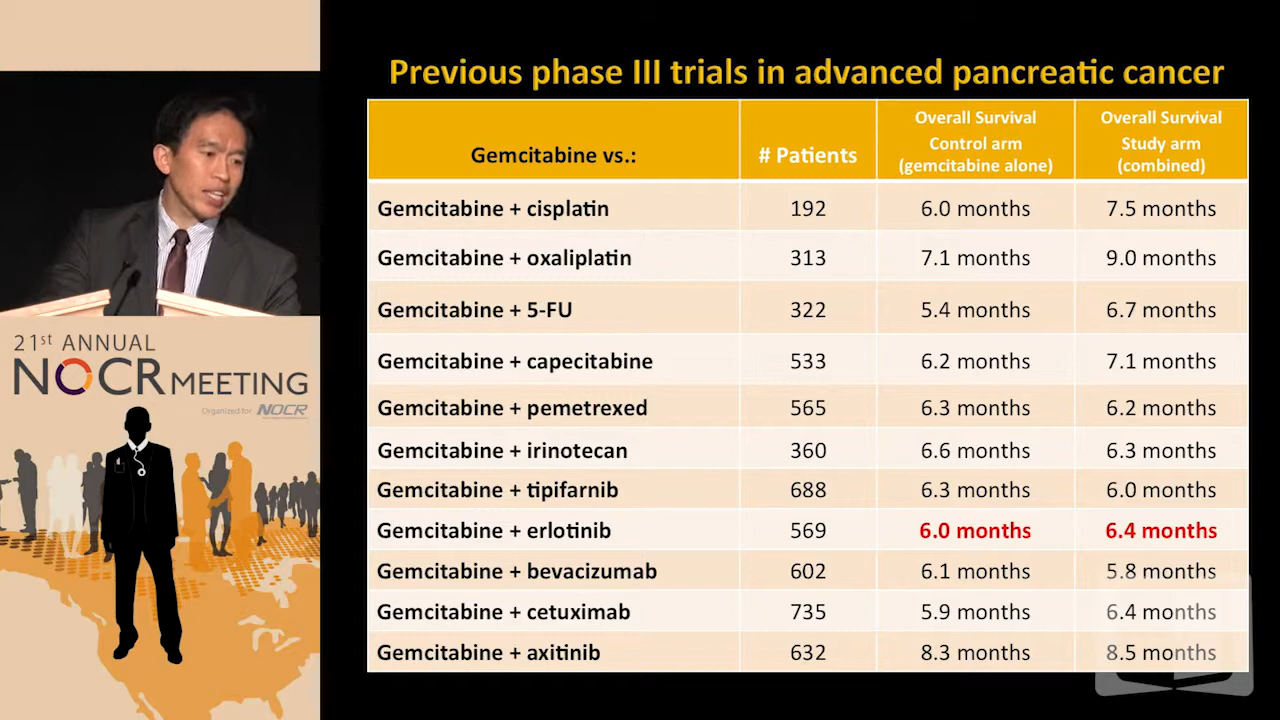 Previous phase III trials in advanced pancreatic cancer
Gemcitabine vs.: # Patients Overall Survival Control arm (gemcitabine alone) Overall Survival Study arm (combined)
Gemcitabine + cisplatin 192 6.0 months 7.5 months
Gemcitabine + oxaliplatin 313 7.1 months 9.0 months
Gemcitabine + 5-FU 322 5.4 months 6.7 months
Gemcitabine + capecitabine 533 6.2 months 7.1 months
Gemcitabine + pemetrexed 565 6.3 months 6.2 months
Gemcitabine + irinotecan 360 6.6 months 6.3 months
Gemcitabine + tipifarnib 688 6.3 months 6.0 months
Gemcitabine + erlotinib 569 6.0 months 6.4 months
Gemcitabine + bevacizumab 602 6.1 months 5.8 months
Gemcitabine + cetuximab 735 5.9 months 6.4 months
Gemcitabine + axitinib 632 8.3 months 8.5 months
21st ANNUAL
NOCR MEETING
Organized for NOCR